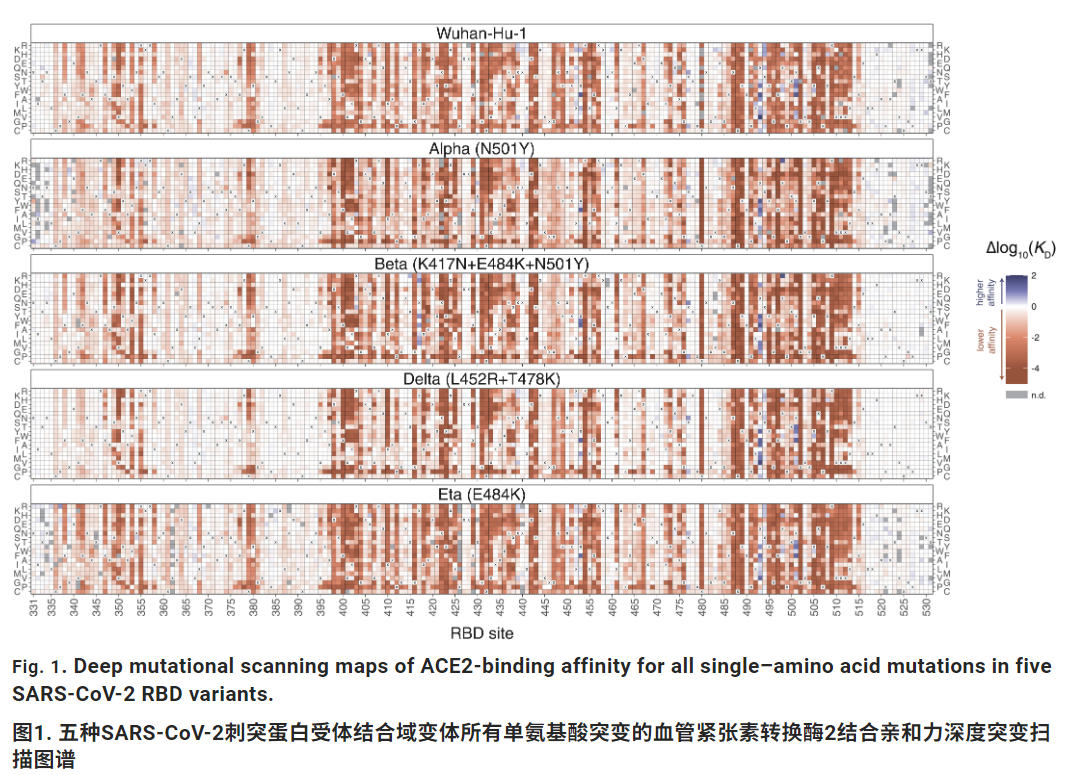 Wuhan-Hu-1
Alpha (N501Y)
Beta (K417N+E484K+N501Y)
Delta (L452R+T478K)
Eta (E484K)
Δlog10(KD)
higher affinity
lower affinity
2
0
-2
-4
n.d.
331 335 340 345 350 355 360 365 370 375 380 385 390 395 400 405 410 415 420 425 430 435 440 445 450 455 460 465 470 475 480 485 490 495 500 505 510 515 520 525 530
RBD site
Fig. 1. Deep mutational scanning maps of ACE2-binding affinity for all single–amino acid mutations in five
SARS-CoV-2 RBD variants.
图1. 五种SARS-CoV-2刺突蛋白受体结合域变体所有单氨基酸突变的血管紧张素转换酶2结合亲和力深度突变扫
描图谱